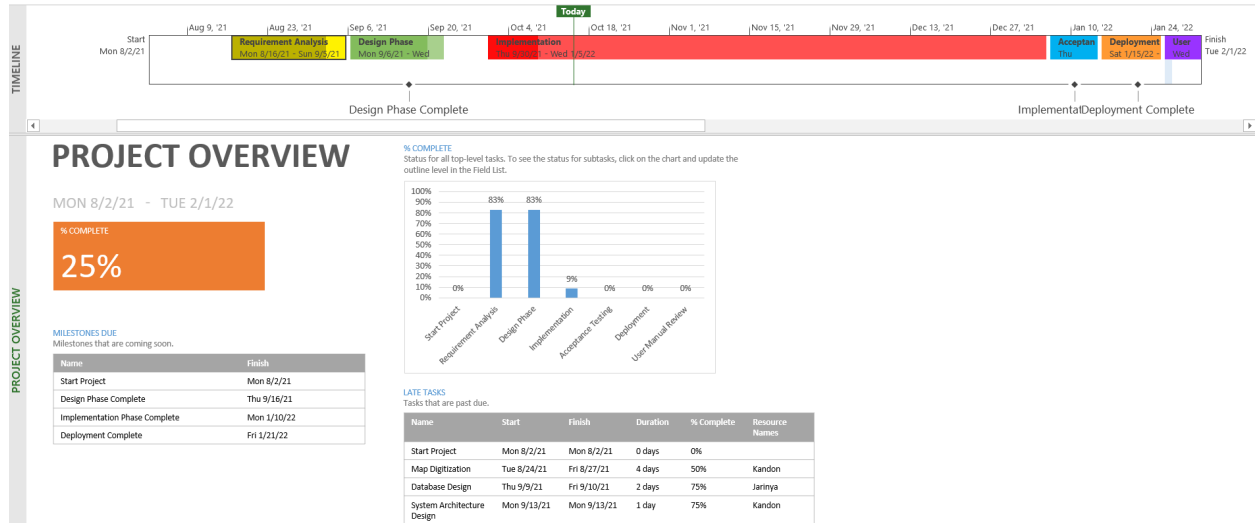 TIMELINE
Today
Aug 9, '21 Aug 23, '21 Sep 6, '21 Sep 20, '21 Oct 4, '21 Oct 18, '21 Nov 1, '21 Nov 15, '21 Nov 29, '21 Dec 13, '21 Dec 27, '21 Jan 10, '22 Jan 24, '22
Start
Mon 8/2/21
Requirement Analysis
Mon 8/16/21 - Sun 9/5/21
Design Phase
Mon 9/6/21 - Wed
Implementation
- Wed 1/5/22
Acceptan
Thu
Deployment
Sat 1/15/22 -
User
Wed
Finish
Tue 2/1/22
Design Phase Complete
Implementat Deployment Complete
PROJECT OVERVIEW
PROJECT OVERVIEW
MON 8/2/21 - TUE 2/1/22
% COMPLETE
25%
MILESTONES DUE
Milestones that are coming soon.
Name Finish
Start Project Mon 8/2/21
Design Phase Complete Thu 9/16/21
Implementation Phase Complete Mon 1/10/22
Deployment Complete Fri 1/21/22
% COMPLETE
Status for all top-level tasks. To see the status for subtasks, click on the chart and update the
outline level in the Field List.
100%
90%
80%
70%
60%
50%
40%
30%
20%
10%
0%
0% 83% 83% 9% 0% 0% 0%
Start Project
Requirement Analysis
Design Phase
Implementation
Acceptance Testing
Deployment
User Manual Review
LATE TASKS
Tasks that are past due.
Name Start Finish Duration % Complete Resource
Names
Start Project Mon 8/2/21 Mon 8/2/21 0 days 0%
Map Digitization Tue 8/24/21 Fri 8/27/21 4 days 50% Kandon
Database Design Thu 9/9/21 Fri 9/10/21 2 days 75% Jarinya
System Architecture Mon 9/13/21 Mon 9/13/21 1 day 75% Kandon
Design